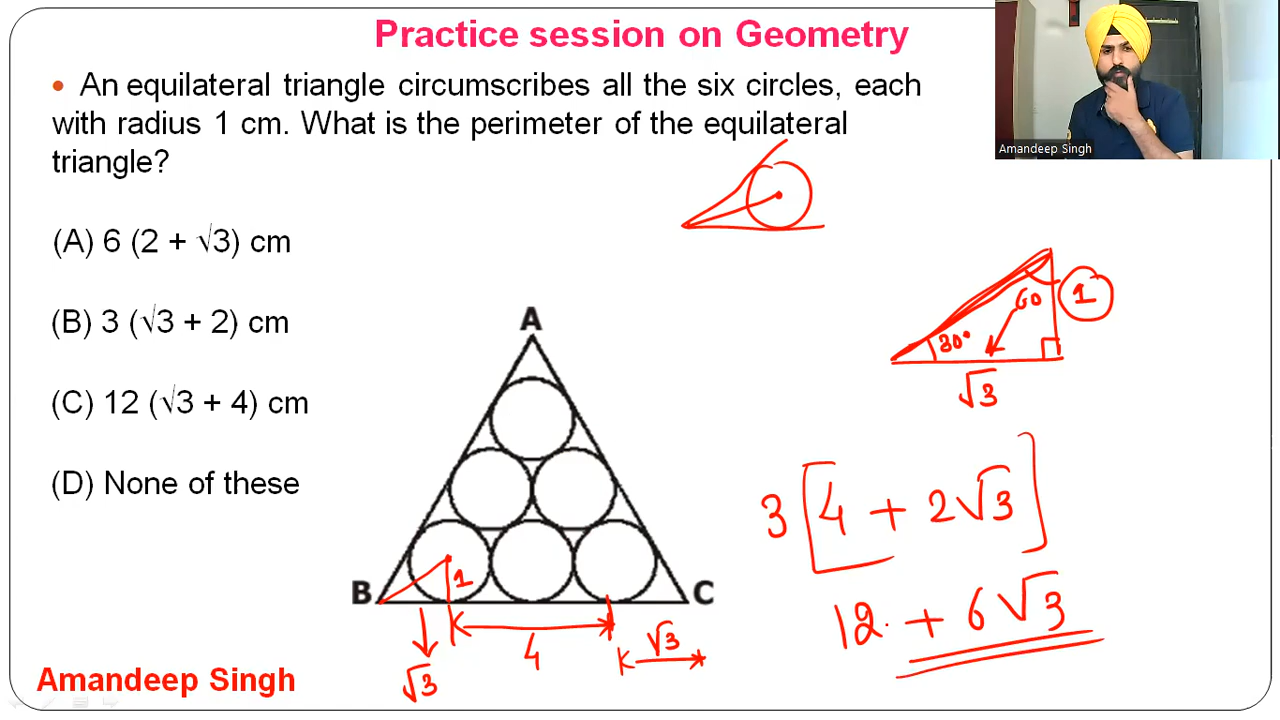 Practice session on Geometry
• An equilateral triangle circumscribes all the six circles, each
with radius 1 cm. What is the perimeter of the equilateral
triangle?
Amandeep Singh
(A) 6 (2 + √3) cm
(B) 3 (√3 + 2) cm
(C) 12 (√3 + 4) cm
(D) None of these
60
1
30°
√3
A
3 [4 + 2√3]
1
B
C
12 + 6√3
√3
4
√3
Amandeep Singh